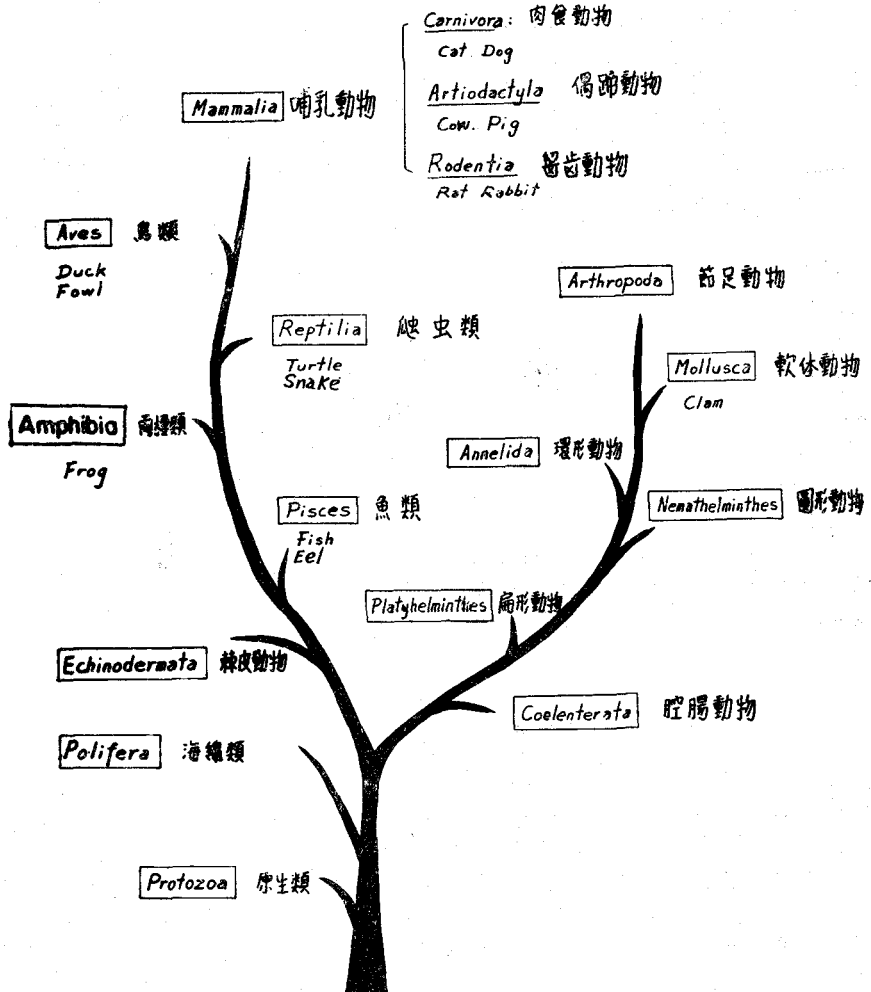 Carnivora: 肉食動物
Cat. Dog
Artiodactyla 偶蹄動物
Cow. Pig
Rodentia 齧齒動物
Rat Rabbit
Mammalia 哺乳動物
Aves 鳥類
Duck
Fowl
Reptilia 爬虫類
Turtle
Snake
Amphibia 兩棲類
Frog
Pisces 魚類
Fish
Eel
Echinodermata 棘皮動物
Polifera 海綿類
Protozoa 原生類
Arthropoda 節足動物
Mollusca 軟体動物
Clam
Annelida 環形動物
Nemathelminthes 圓形動物
Platyhelminthes 扁形動物
Coelenterata 腔腸動物